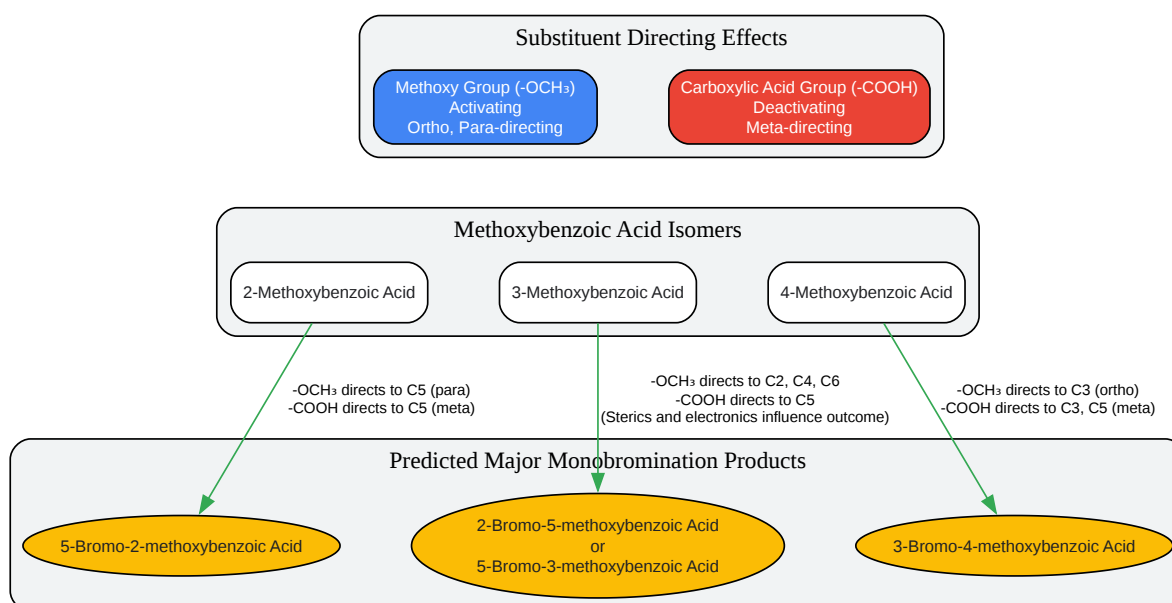 Substituent Directing Effects
Methoxy Group (-OCH₃)
Activating
Ortho, Para-directing
Carboxylic Acid Group (-COOH)
Deactivating
Meta-directing
Methoxybenzoic Acid Isomers
2-Methoxybenzoic Acid
3-Methoxybenzoic Acid
4-Methoxybenzoic Acid
-OCH₃ directs to C5 (para)
-COOH directs to C5 (meta)
-OCH₃ directs to C2, C4, C6
-COOH directs to C5
(Sterics and electronics influence outcome)
-OCH₃ directs to C3 (ortho)
-COOH directs to C3, C5 (meta)
Predicted Major Monobromination Products
5-Bromo-2-methoxybenzoic Acid
2-Bromo-5-methoxybenzoic Acid
or
5-Bromo-3-methoxybenzoic Acid
3-Bromo-4-methoxybenzoic Acid